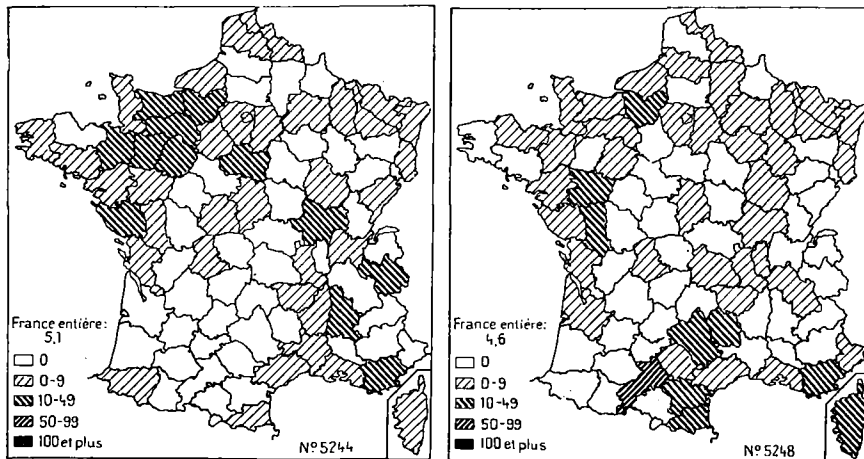 France entière:
5,1
0
0-9
10-49
50-99
100 et plus
Nº 5244
France entière:
4,6
0
0-9
10-49
50-99
100 et plus
Nº 5248